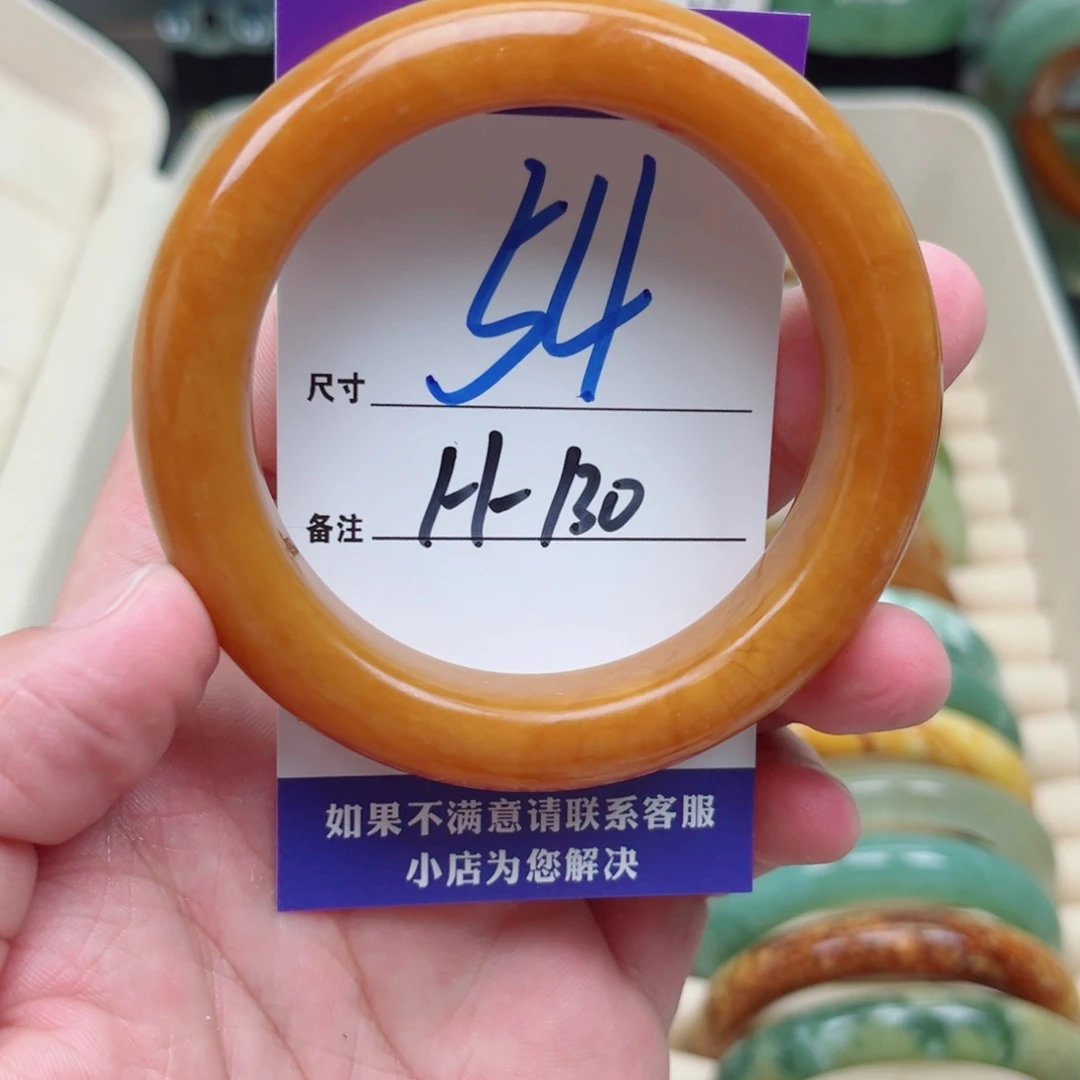 尺寸 54
备注 H-130
如果不满意请联系客服
小店为您解决